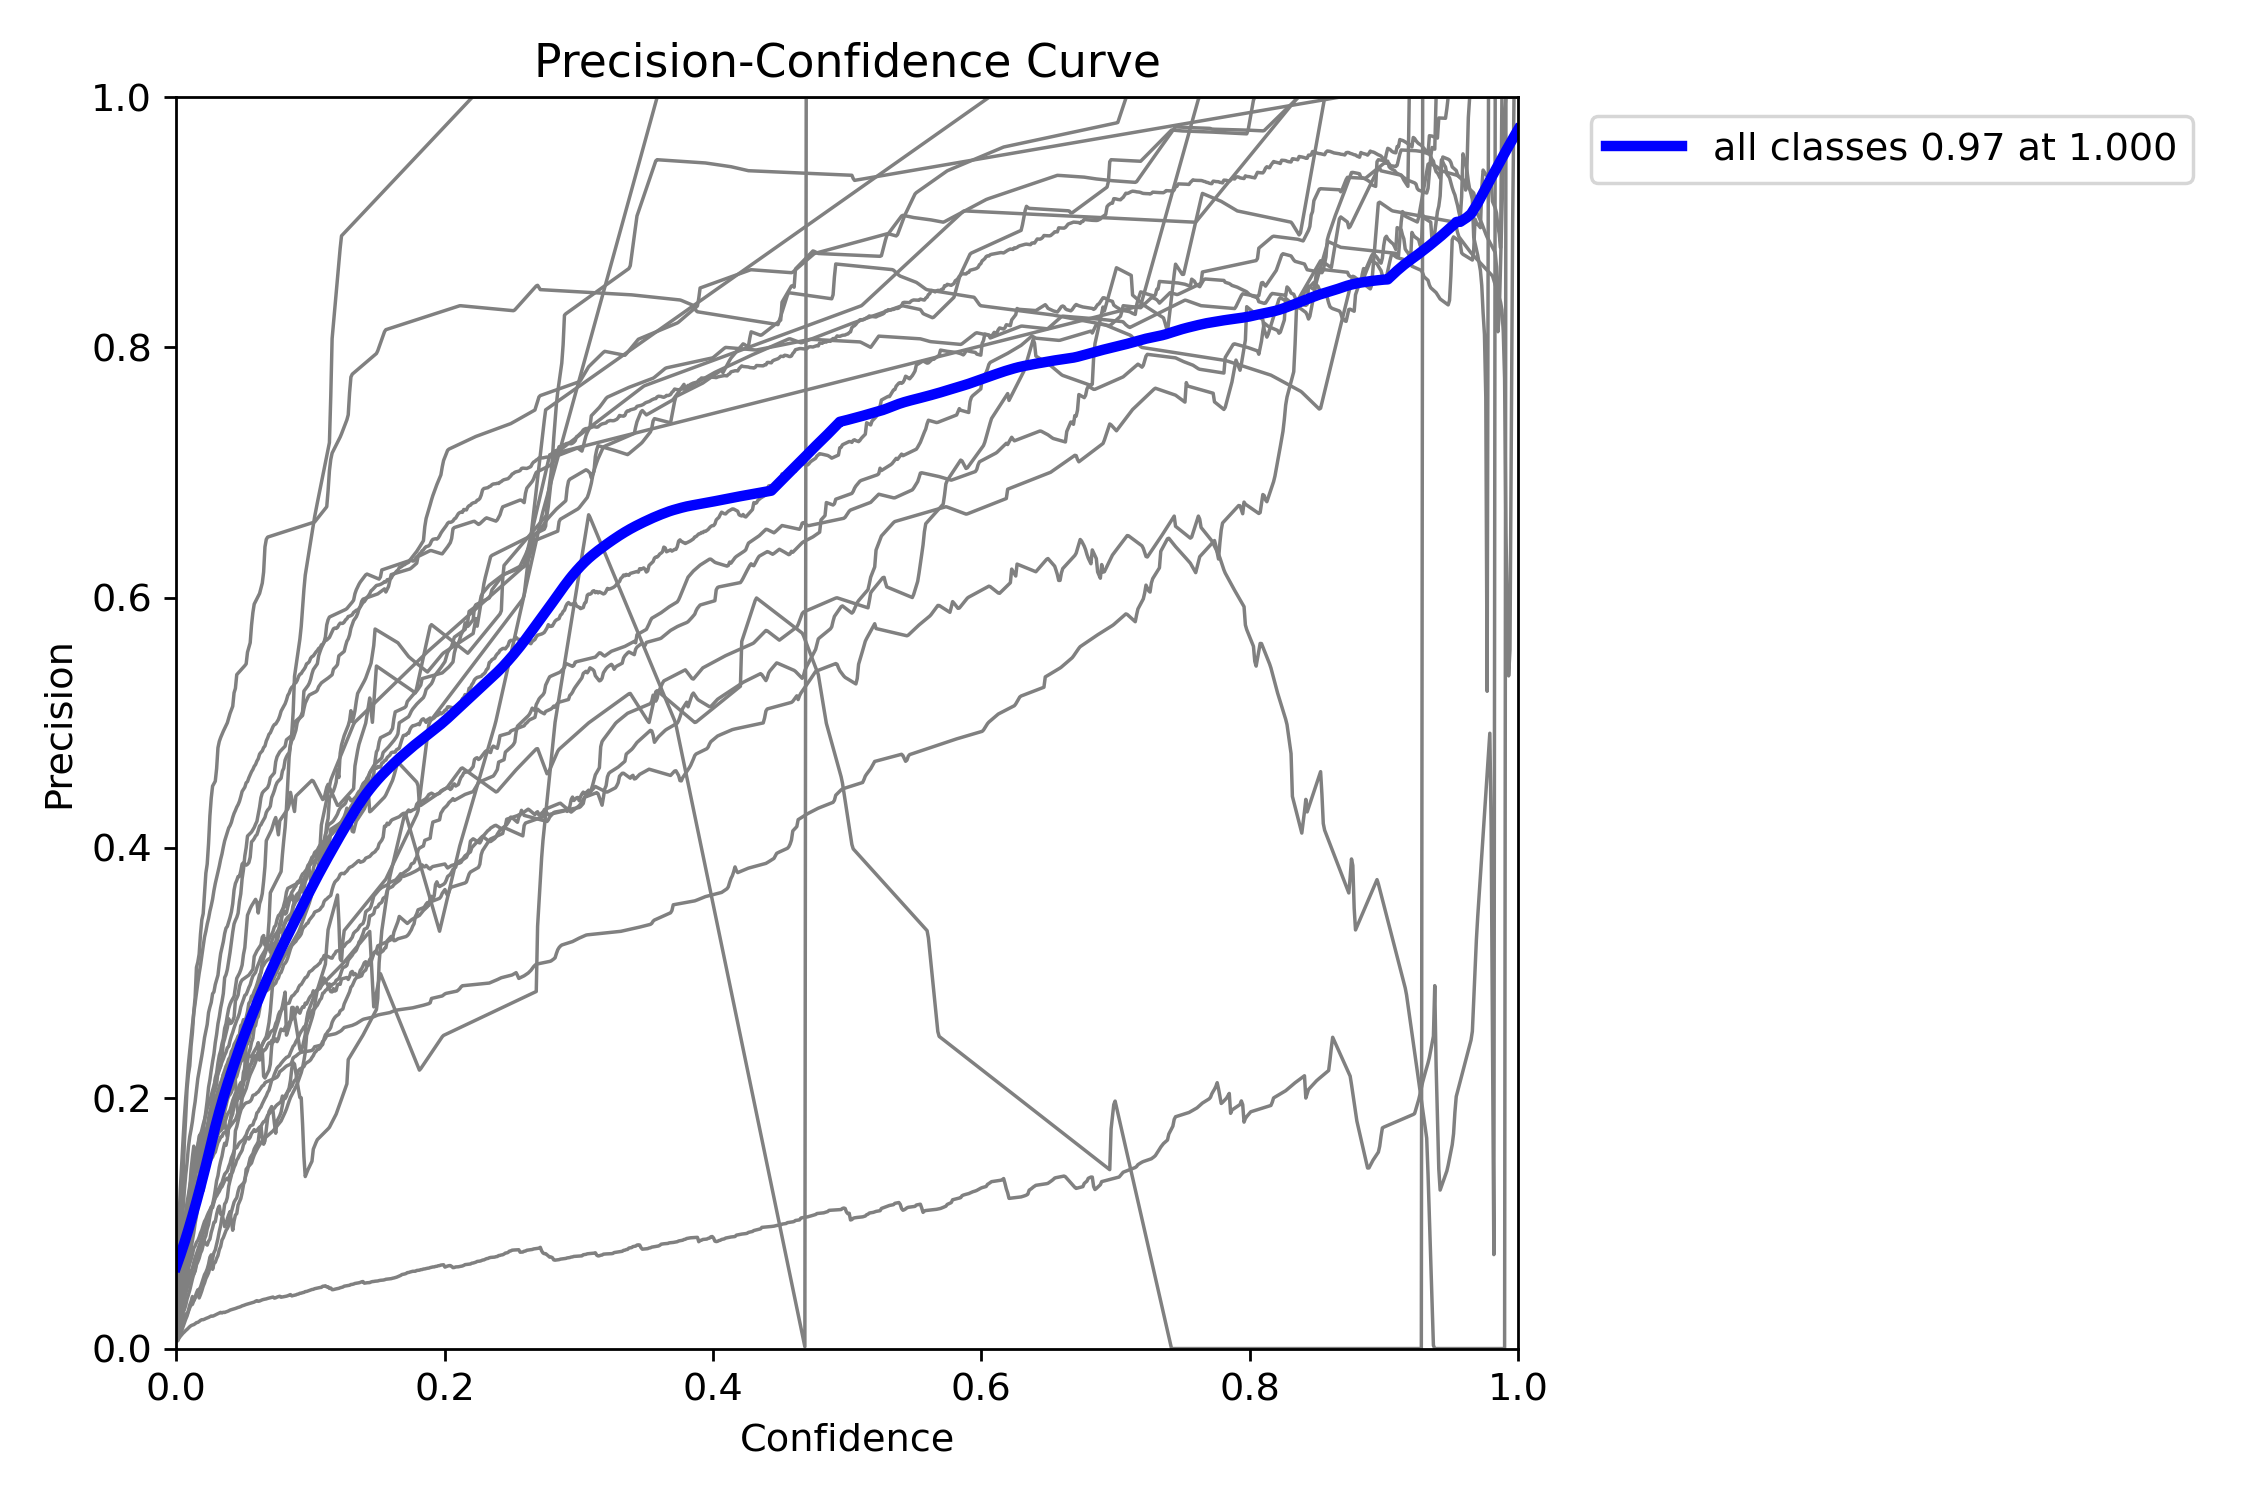 Precision-Confidence Curve
all classes 0.97 at 1.000
1.0
0.8
0.6
0.4
0.2
0.0
Precision
0.0 0.2 0.4 0.6 0.8 1.0
Confidence